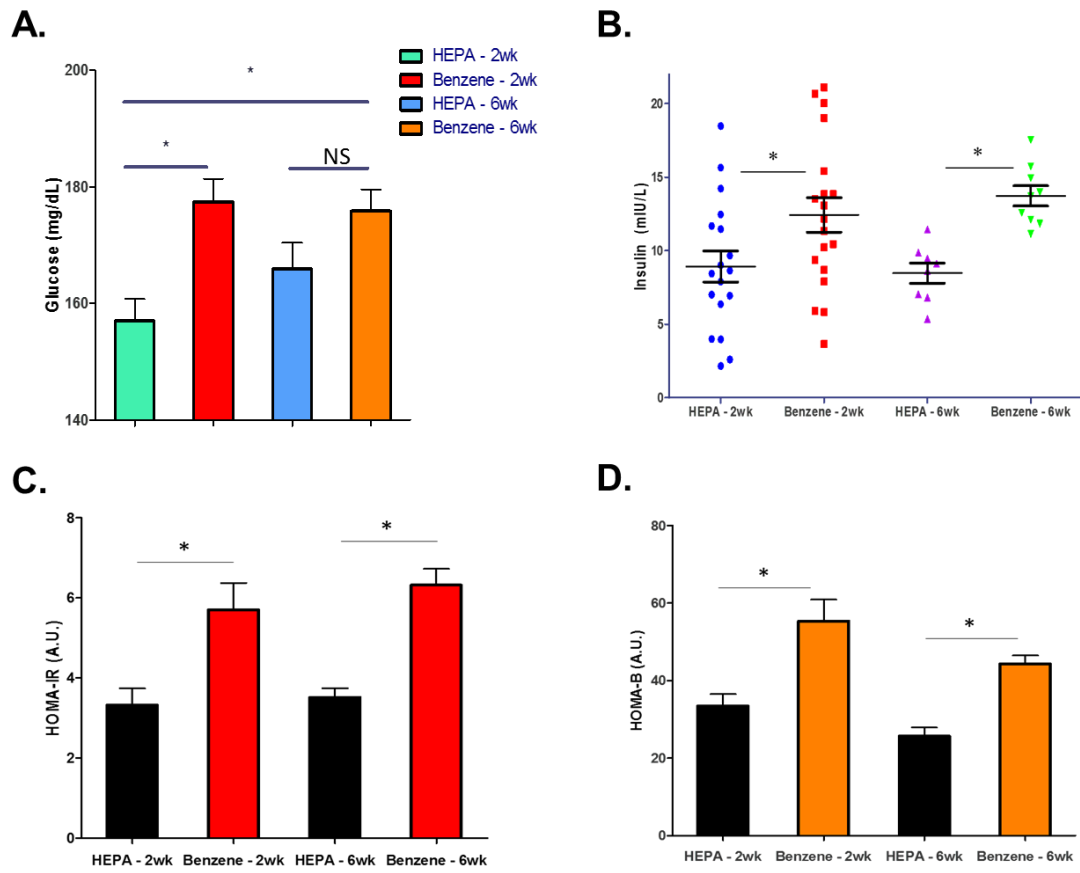 A.
HEPA - 2wk
Benzene - 2wk
HEPA - 6wk
Benzene - 6wk
200
180
160
140
Glucose (mg/dL)
*
*
NS
B.
20
15
10
5
0
Insulin (mIU/L)
*
*
HEPA - 2wk Benzene - 2wk HEPA - 6wk Benzene - 6wk
C.
8
6
4
2
0
HOMA-IR (A.U.)
*
*
HEPA - 2wk Benzene - 2wk HEPA - 6wk Benzene - 6wk
D.
80
60
40
20
0
HOMA-B (A.U.)
*
*
HEPA - 2wk Benzene - 2wk HEPA - 6wk Benzene - 6wk